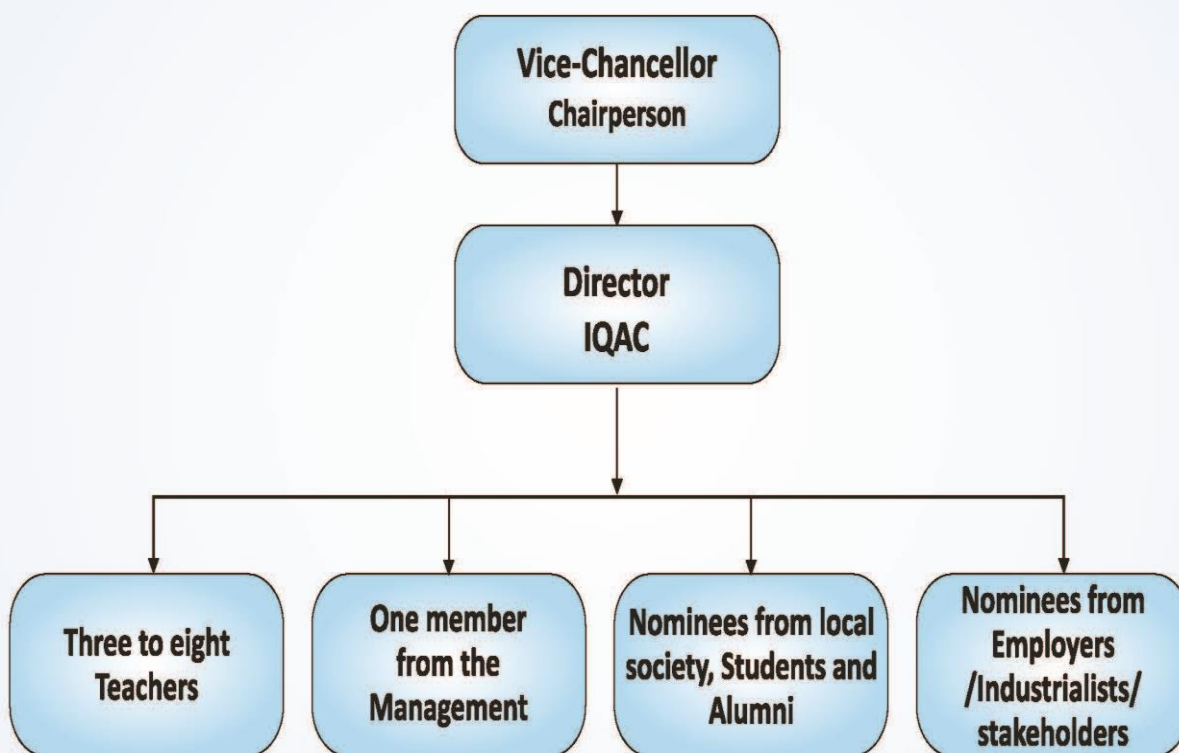 Vice-Chancellor
Chairperson
Director
IQAC
Three to eight
Teachers
One member
from the
Management
Nominees from local
society, Students and
Alumni
Nominees from
Employers
/Industrialists/
stakeholders